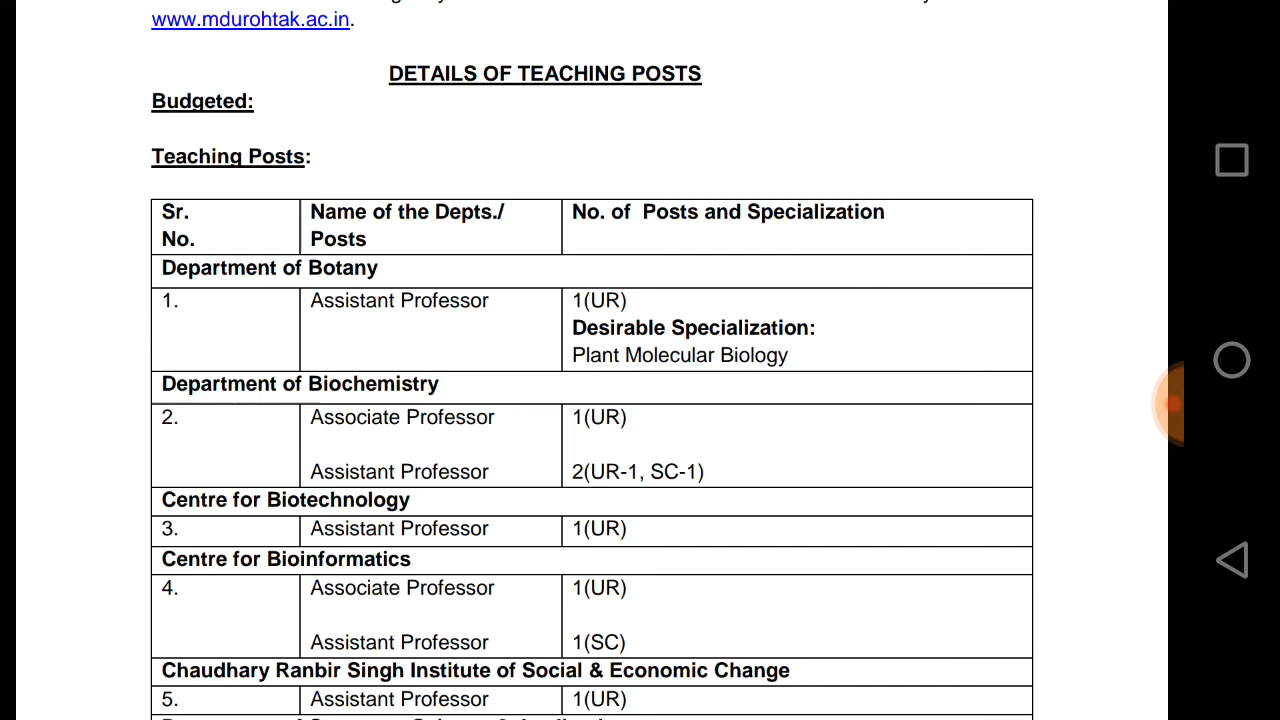 www.mdurohtak.ac.in.
DETAILS OF TEACHING POSTS
Budgeted:
Teaching Posts:
Sr. No. Name of the Depts./ Posts No. of Posts and Specialization
Department of Botany
1. Assistant Professor 1(UR)
Desirable Specialization:
Plant Molecular Biology
Department of Biochemistry
2. Associate Professor 1(UR)
Assistant Professor 2(UR-1, SC-1)
Centre for Biotechnology
3. Assistant Professor 1(UR)
Centre for Bioinformatics
4. Associate Professor 1(UR)
Assistant Professor 1(SC)
Chaudhary Ranbir Singh Institute of Social & Economic Change
5. Assistant Professor 1(UR)